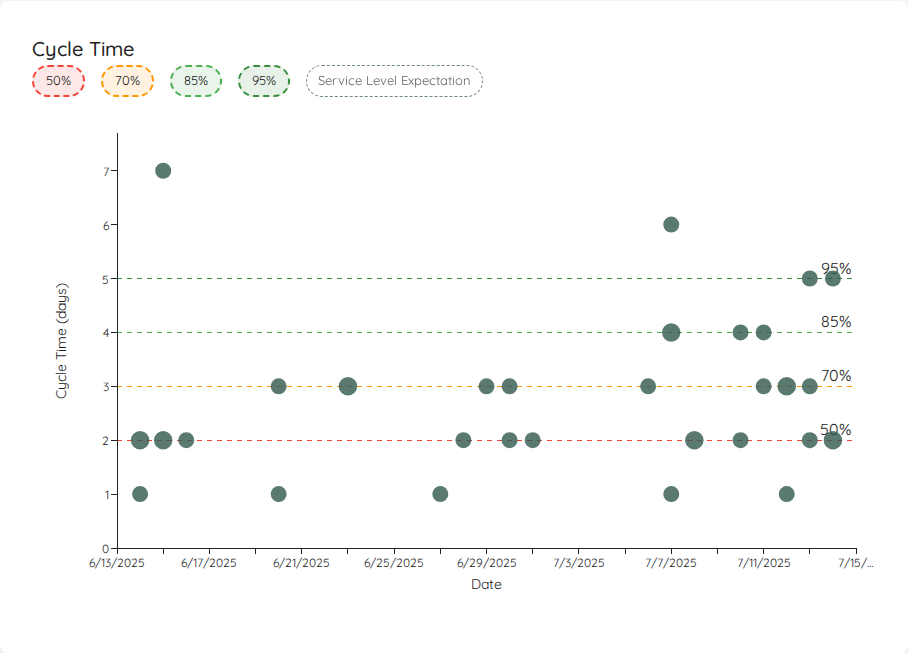 Cycle Time
50% 70% 85% 95% Service Level Expectation
7
6
5
4
3
2
1
0
Cycle Time (days)
95%
85%
70%
50%
6/13/2025 6/17/2025 6/21/2025 6/25/2025 6/29/2025 7/3/2025 7/7/2025 7/11/2025 7/15/...
Date